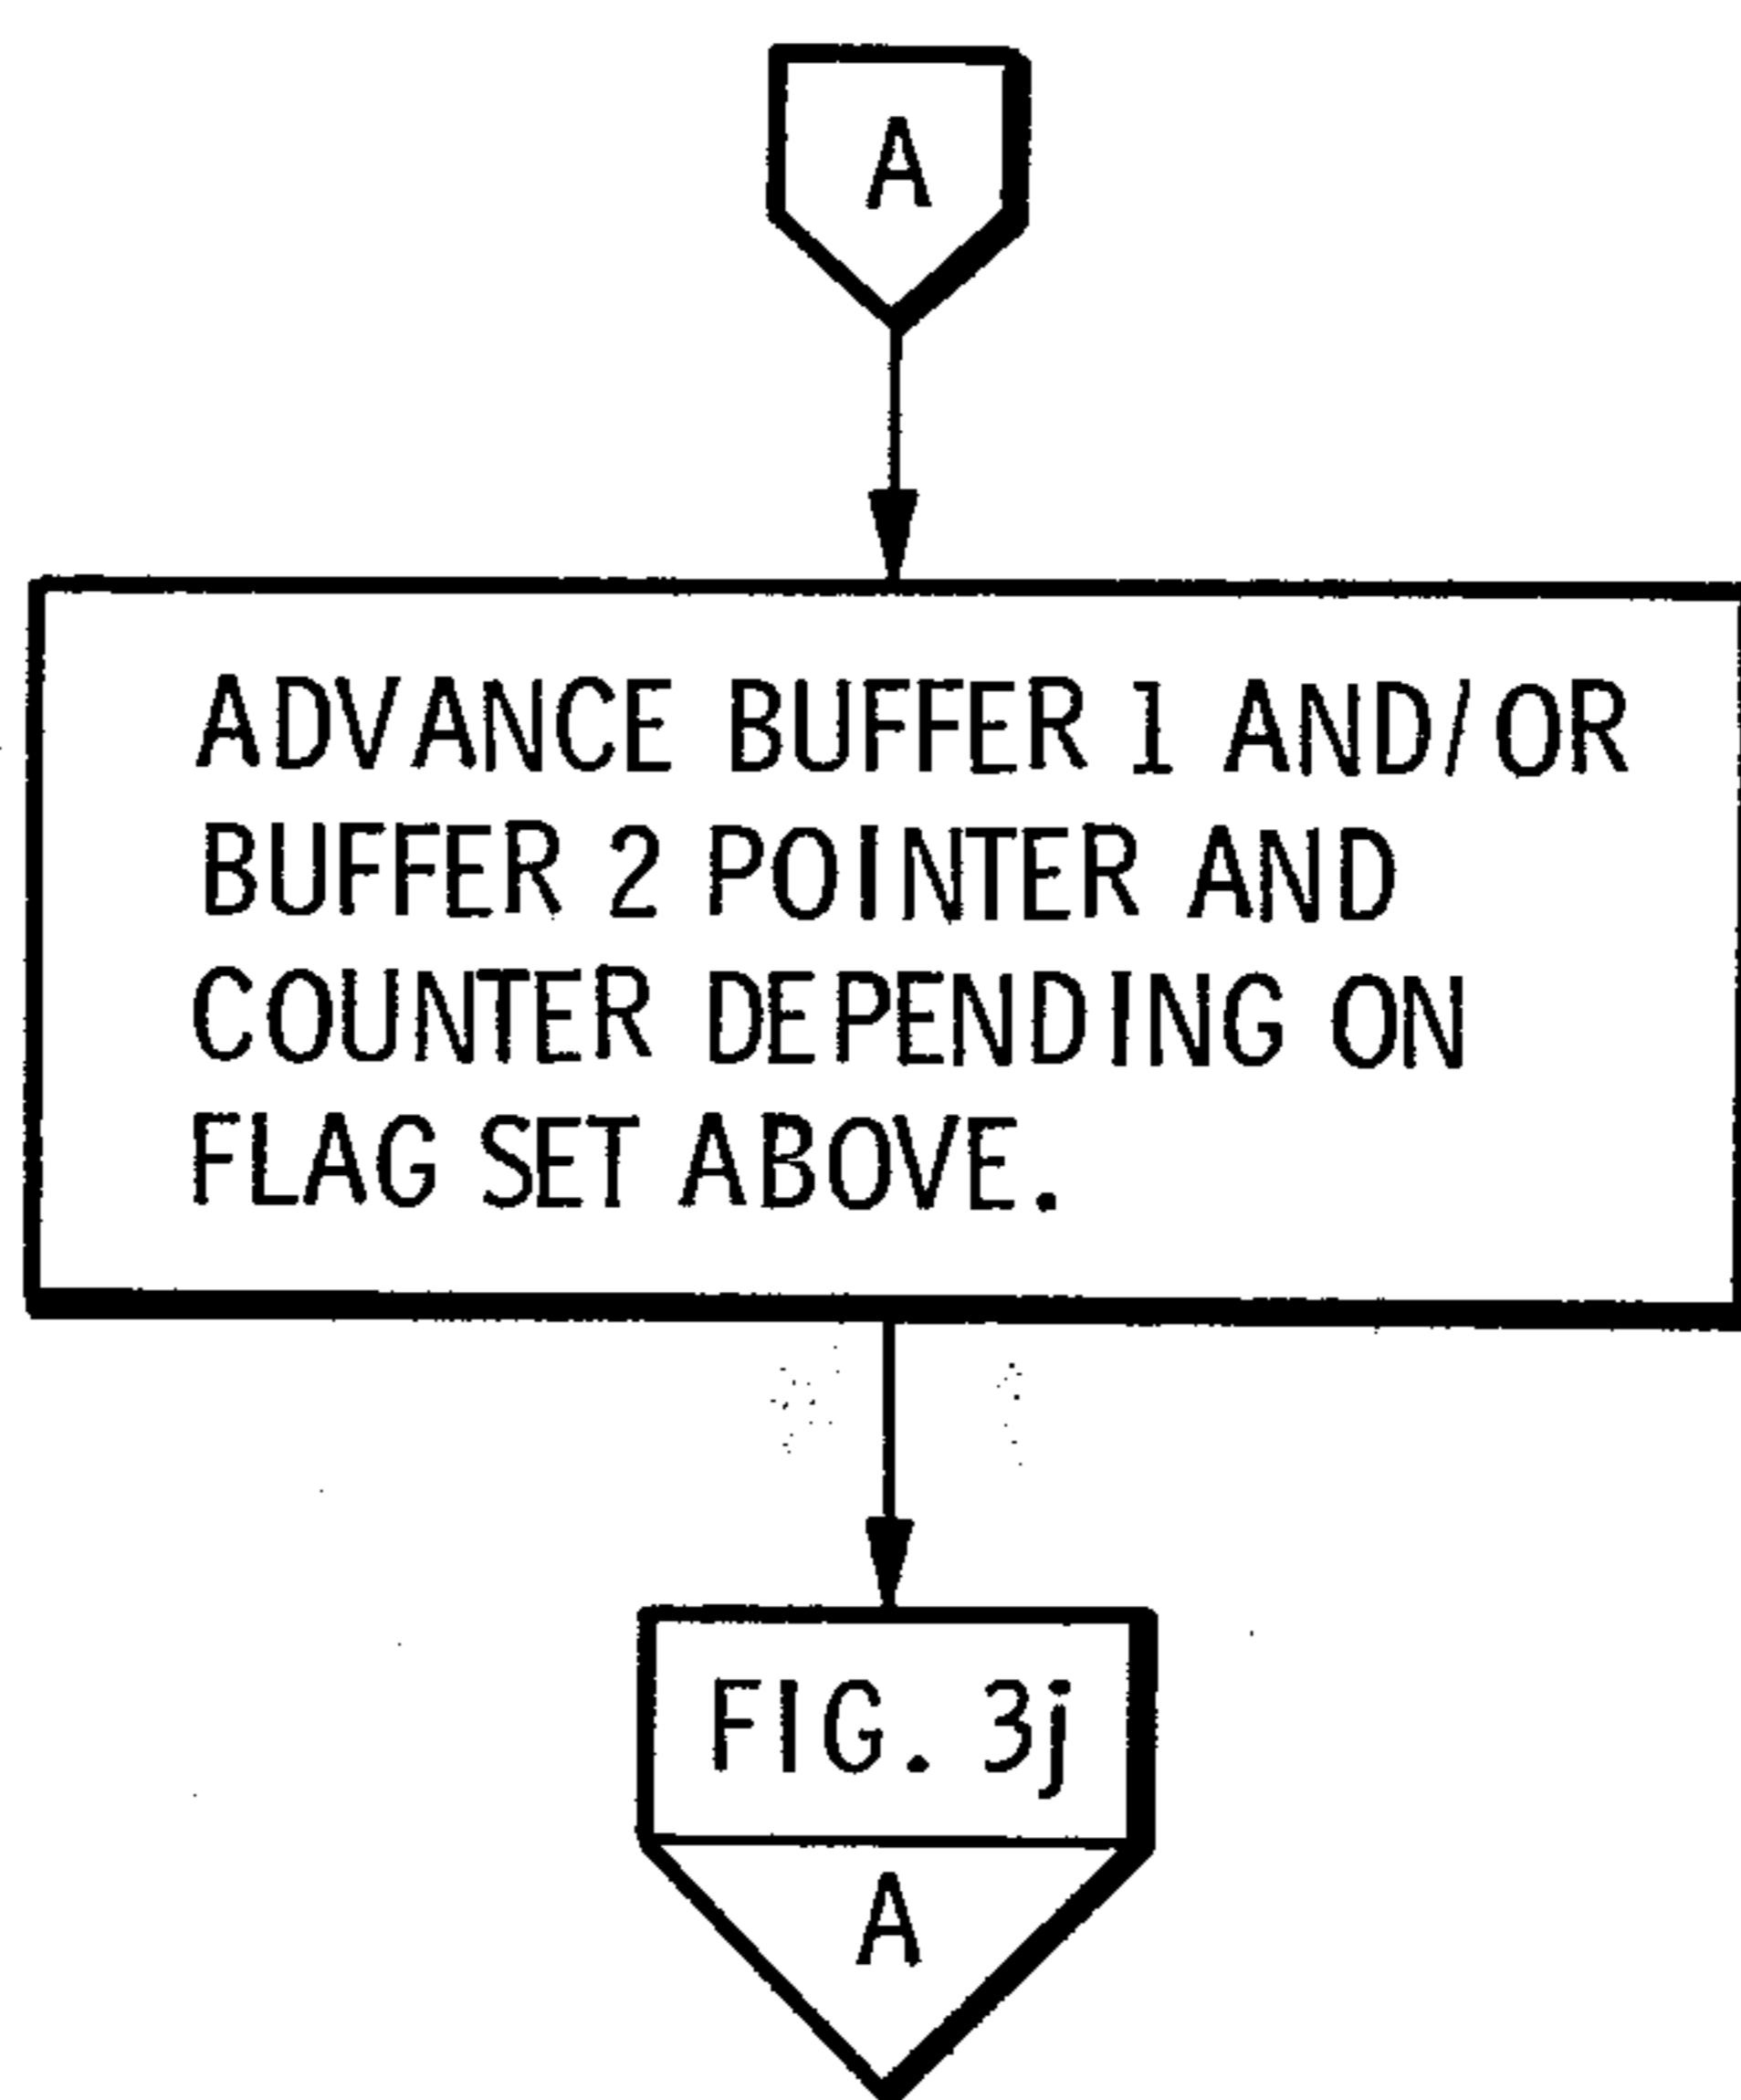 A
ADVANCE BUFFER 1 AND/OR
BUFFER 2 POINTER AND
COUNTER DEPENDING ON
FLAG SET ABOVE.
FIG. 3j
A